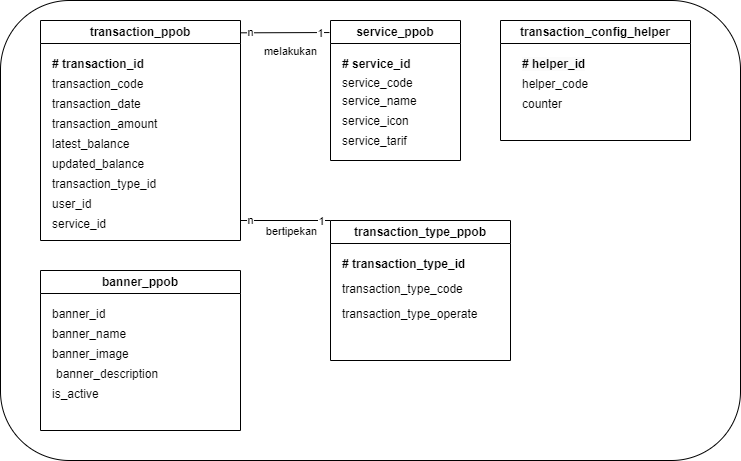 transaction_ppob
# transaction_id
transaction_code
transaction_date
transaction_amount
latest_balance
updated_balance
transaction_type_id
user_id
service_id
n
1
melakukan
service_ppob
# service_id
service_code
service_name
service_icon
service_tarif
transaction_config_helper
# helper_id
helper_code
counter
n
1
bertipekan
transaction_type_ppob
# transaction_type_id
transaction_type_code
transaction_type_operate
banner_ppob
banner_id
banner_name
banner_image
banner_description
is_active